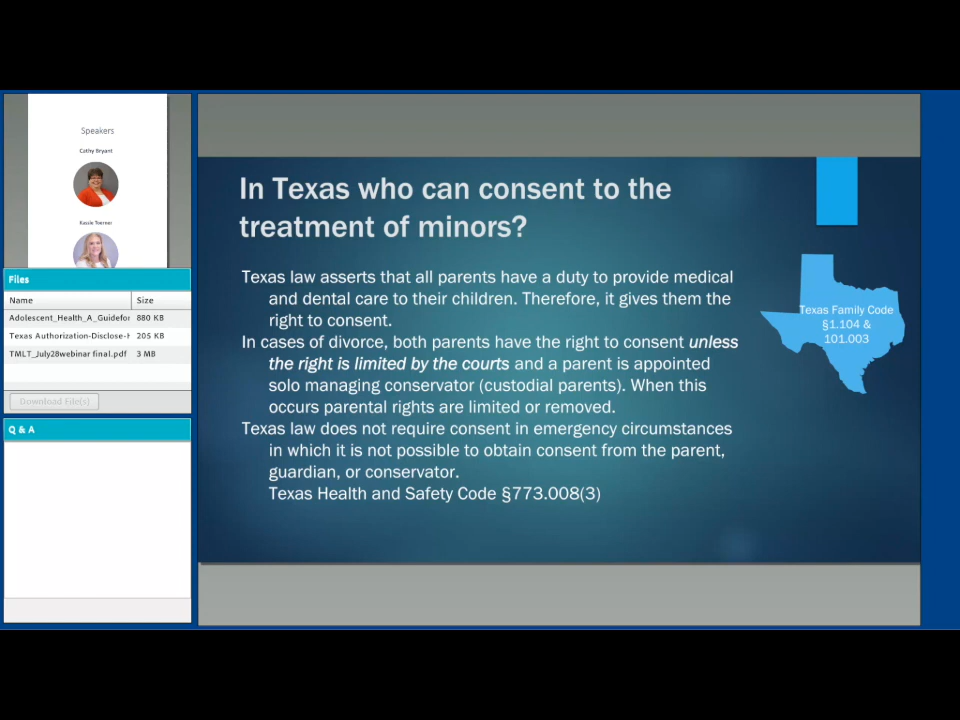 Speakers
Cathy Bryant
Kassie Toerner
Files
Name
Size
Adolescent_Health_A_Guidefor
880 KB
Texas Authorization-Disclose-H
205 KB
TMLT_July28webinar final.pdf
3 MB
Download File(s)
Q & A
In Texas who can consent to the
treatment of minors?
Texas law asserts that all parents have a duty to provide medical
and dental care to their children. Therefore, it gives them the
right to consent.
In cases of divorce, both parents have the right to consent unless
the right is limited by the courts and a parent is appointed
solo managing conservator (custodial parents). When this
occurs parental rights are limited or removed.
Texas law does not require consent in emergency circumstances
in which it is not possible to obtain consent from the parent,
guardian, or conservator.
Texas Health and Safety Code §773.008(3)
Texas Family Code
§1.104 &
101.003